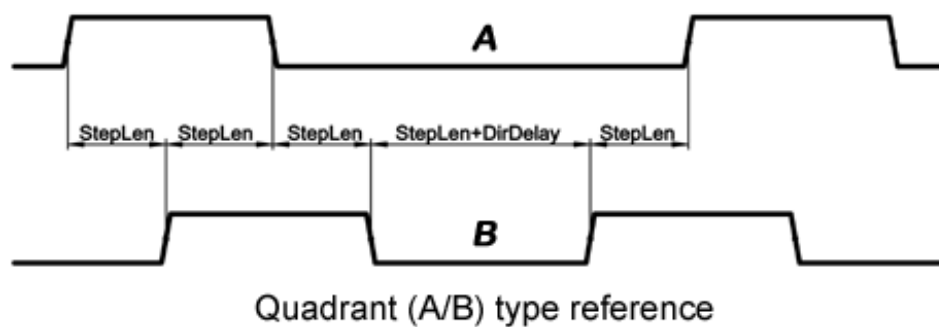 A
StepLen StepLen StepLen StepLen+DirDelay StepLen
B
Quadrant (A/B) type reference